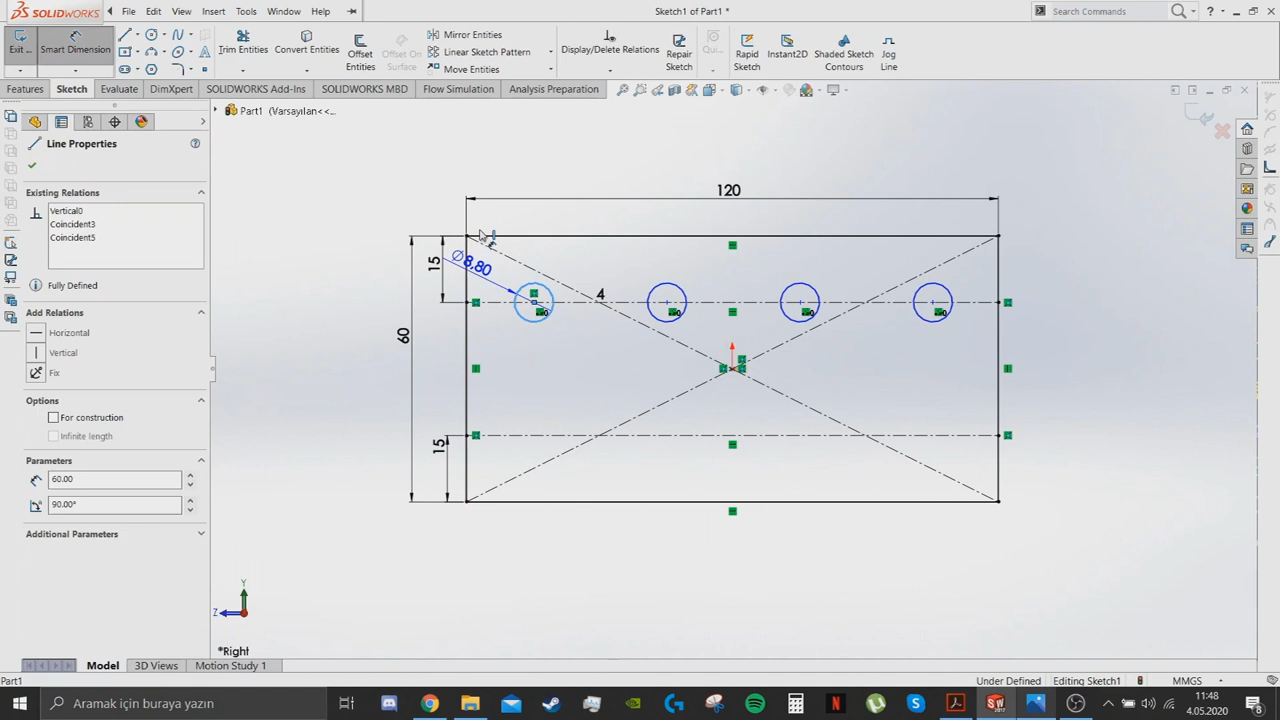 SOLIDWORKS
File Edit View Insert Tools Window Help
Sketch1 of Part1 *
Search Commands
Exit ...
Smart Dimension
Trim Entities
Convert Entities
Offset Entities
Offset On Surface
Mirror Entities
Linear Sketch Pattern
Move Entities
Display/Delete Relations
Repair Sketch
Qui...
Rapid Sketch
Instant2D
Shaded Sketch Contours
Jog Line
Features Sketch Evaluate DimXpert SOLIDWORKS Add-Ins SOLIDWORKS MBD Flow Simulation Analysis Preparation
Part1 (Varsayılan<<...
Line Properties
Existing Relations
Vertical0
Coincident3
Coincident5
Fully Defined
Add Relations
Horizontal
Vertical
Fix
Options
For construction
Infinite length
Parameters
60.00
90.00°
Additional Parameters
120
15
∅8,80
4
60
15
Y
Z
*Right
Model 3D Views Motion Study 1
Part1
Under Defined Editing Sketch1 MMGS
Aramak için buraya yazın
11:48
4.05.2020
8